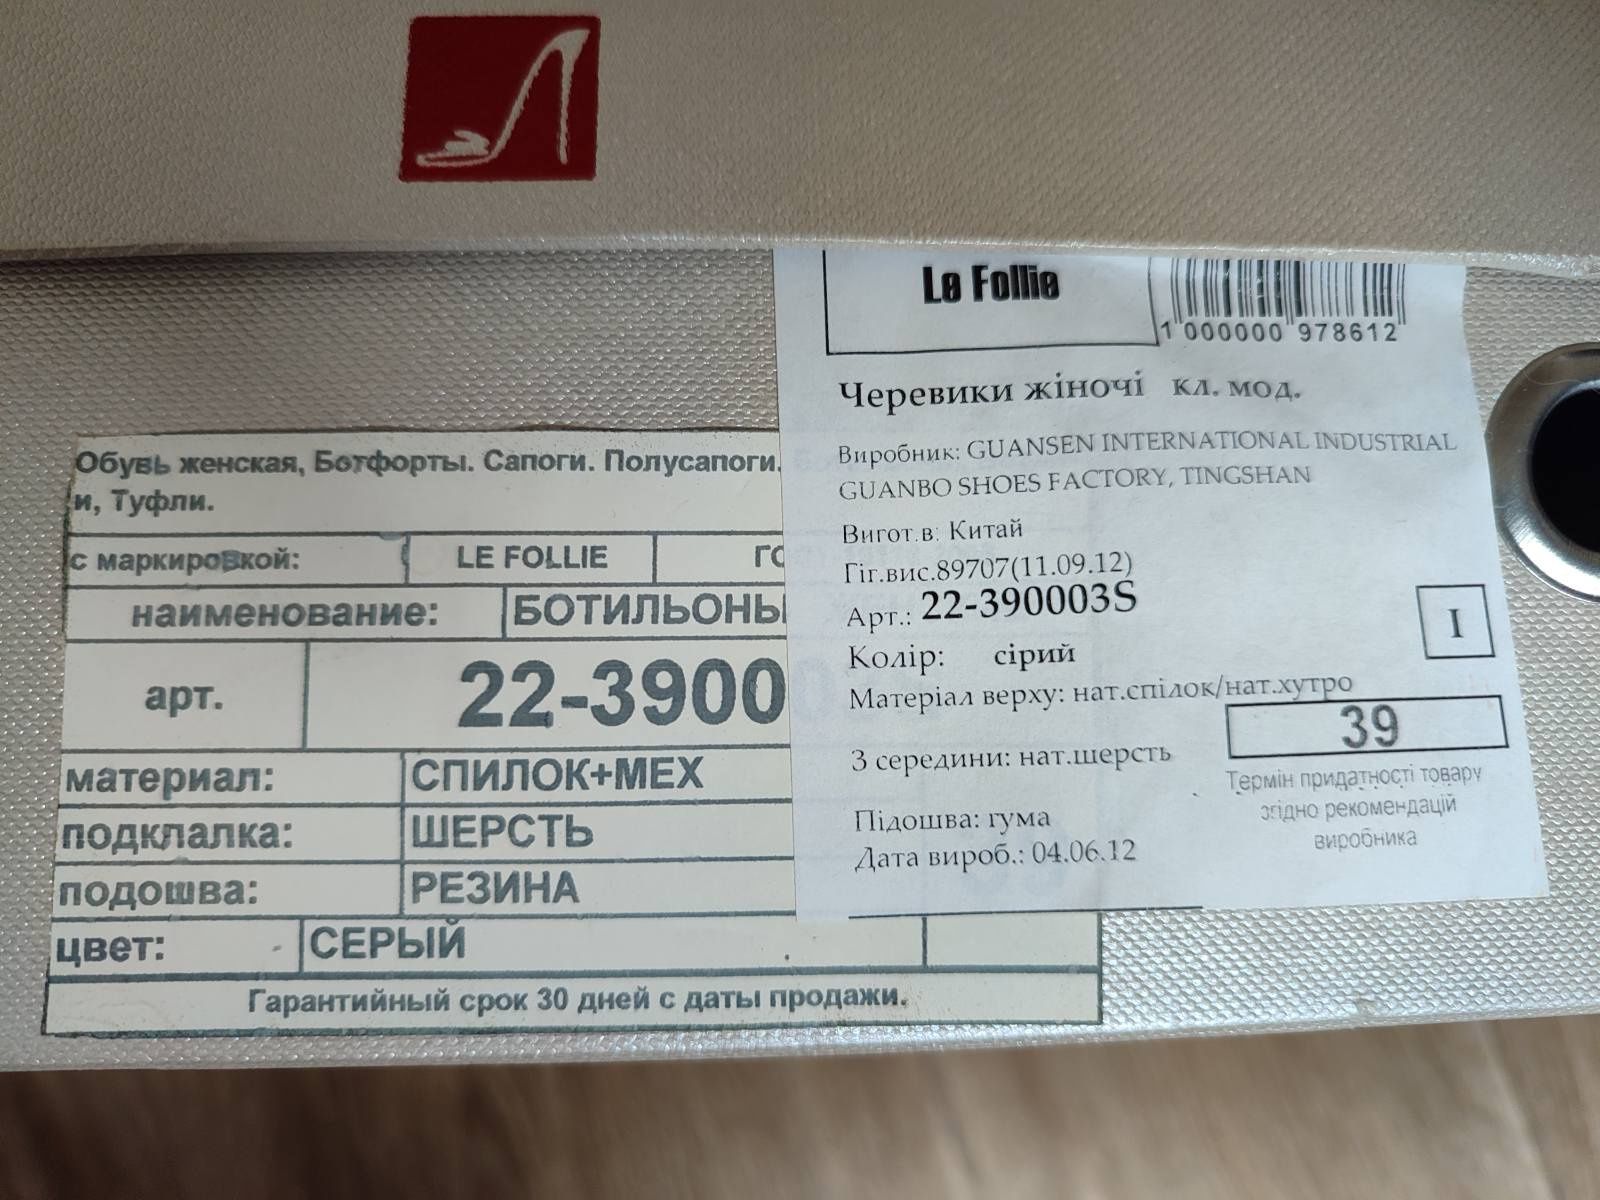 Le Follie
1 000000 978612
Черевики жіночі кл. мод.
Виробник: GUANSEN INTERNATIONAL INDUSTRIAL
GUANBO SHOES FACTORY, TINGSHAN
Вигот.в: Китай
Гіг.вис.89707(11.09.12)
Арт.: 22-390003S
I
Колір: сірий
Матеріал верху: нат.спілок/нат.хутро
39
З середини: нат.шерсть
Термін придатності товару
згідно рекомендацій
виробника
Підошва: гума
Дата вироб.: 04.06.12
Обувь женская, Ботфорты. Сапоги. Полусапоги.
и, Туфли.
с маркировкой: LE FOLLIE
наименование: БОТИЛЬОНЫ
арт. 22-3900
материал: СПИЛОК+МЕХ
подклалка: ШЕРСТЬ
подошва: РЕЗИНА
цвет: СЕРЫЙ
Гарантийный срок 30 дней с даты продажи.